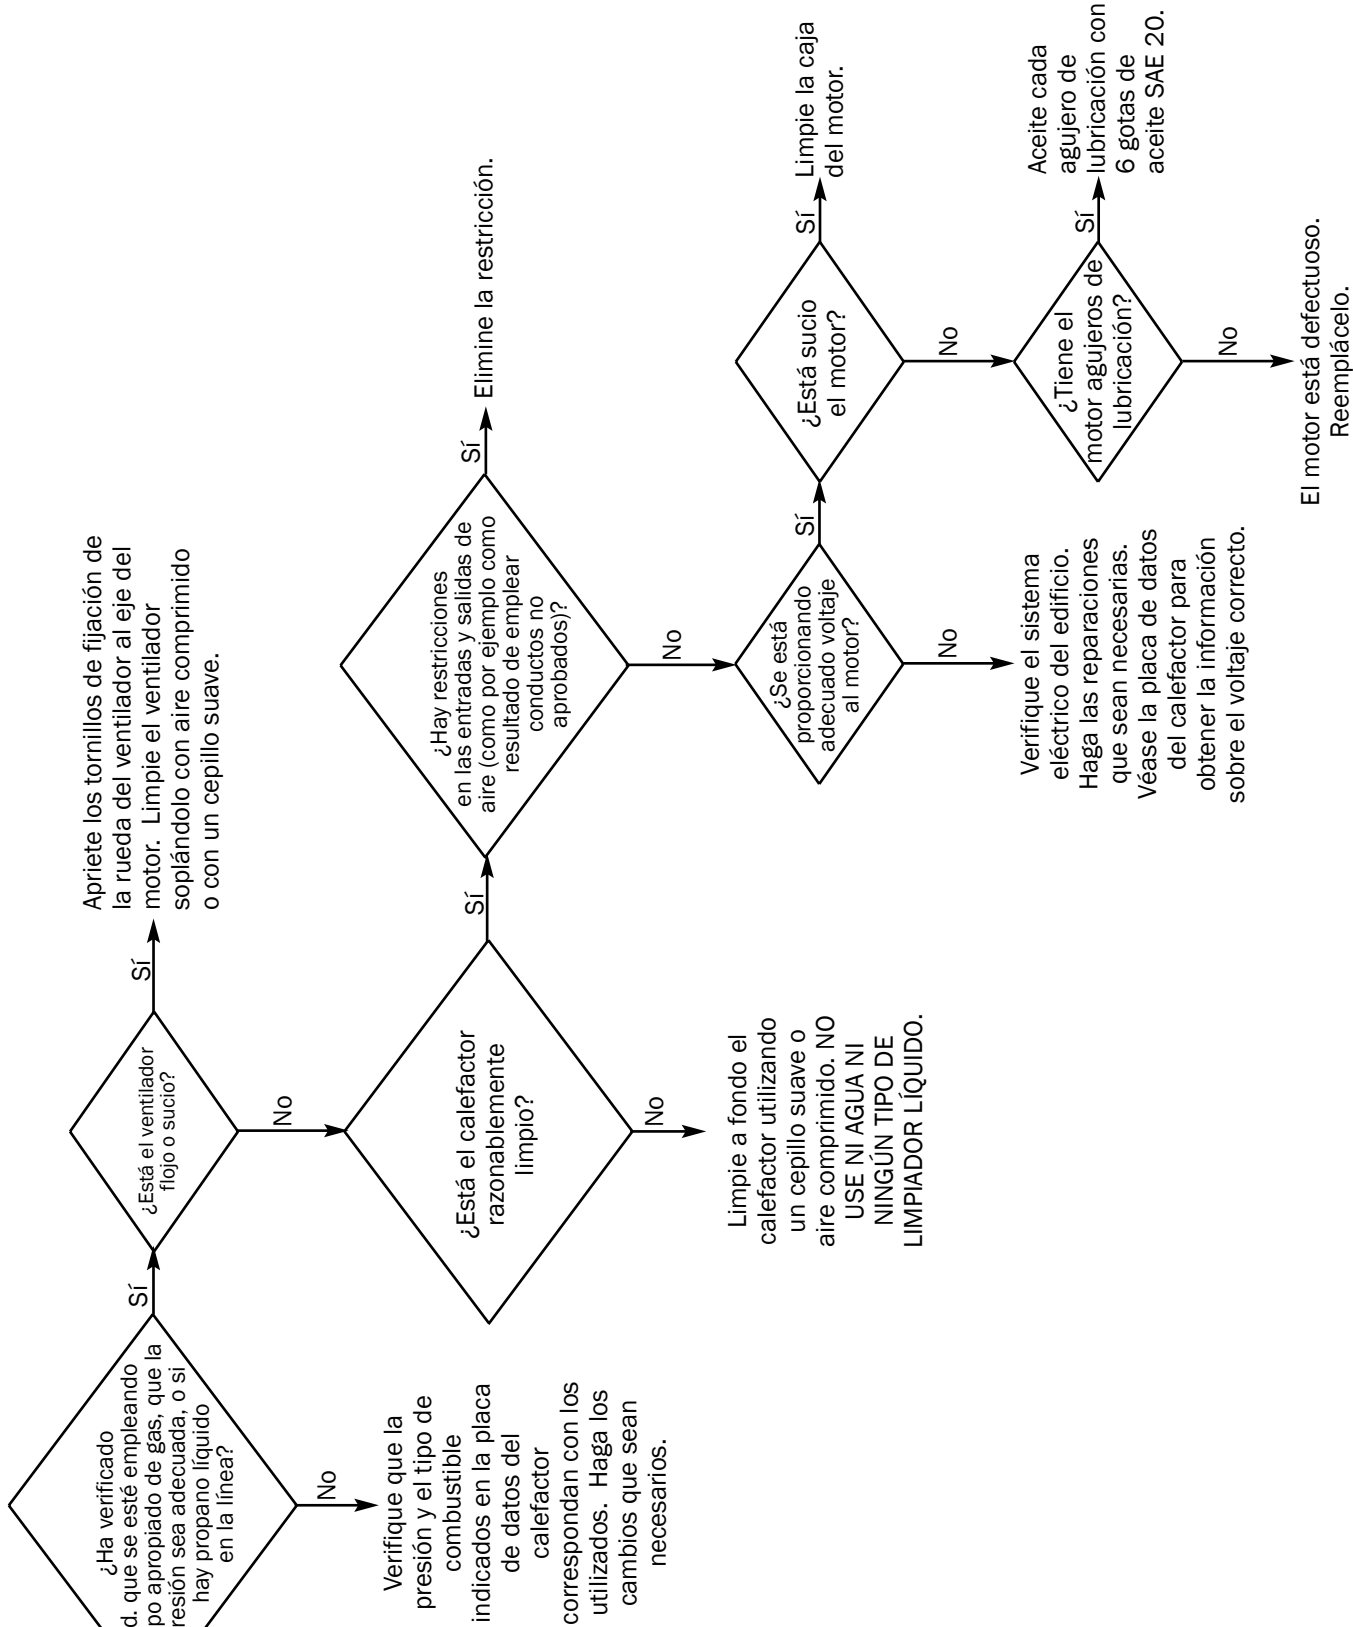 ¿Ha verificado
d. que se esté empleando
po apropiado de gas, que la
resión sea adecuada, o si
hay propano líquido
en la línea?
Sí
No
Verifique que la
presión y el tipo de
combustible
indicados en la placa
de datos del
calefactor
correspondan con los
utilizados. Haga los
cambios que sean
necesarios.
¿Está el ventilador
flojo o sucio?
Sí
Apriete los tornillos de fijación de
la rueda del ventilador al eje del
motor. Limpie el ventilador
soplándolo con aire comprimido
o con un cepillo suave.
No
¿Está el calefactor
razonablemente
limpio?
No
Limpie a fondo el
calefactor utilizando
un cepillo suave o
aire comprimido. NO
USE NI AGUA NI
NINGÚN TIPO DE
LIMPIADOR LÍQUIDO.
Sí
¿Hay restricciones
en las entradas y salidas de
aire (como por ejemplo como
resultado de emplear
conductos no
aprobados)?
Sí
Elimine la restricción.
No
¿Se está
proporcionando
adecuado voltaje
al motor?
No
Verifique el sistema
eléctrico del edificio.
Haga las reparaciones
que sean necesarias.
Véase la placa de datos
del calefactor para
obtener la información
sobre el voltaje correcto.
Sí
¿Está sucio
el motor?
Sí
Limpie la caja
del motor.
No
¿Tiene el
motor agujeros de
lubricación?
Sí
Aceite cada
agujero de
lubricación con
6 gotas de
aceite SAE 20.
No
El motor está defectuoso.
Reemplácelo.